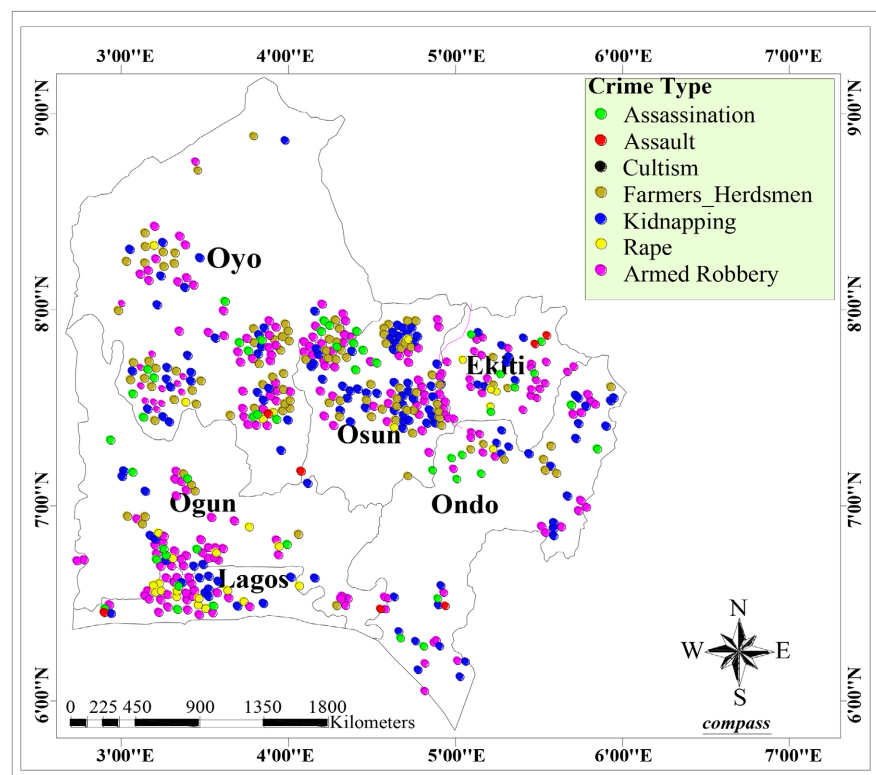 3'00''E 4'00''E 5'00''E 6'00''E 7'00''E
9'00''N 9'00''N
Crime Type
Assassination
Assault
Cultism
Farmers_Herdsmen
Kidnapping
Rape
Armed Robbery
Oyo
8'00''N 8'00''N
Ekiti
Osun
7'00''N 7'00''N
Ogun
Ondo
Lagos
N
W E
S
6'00''N 6'00''N
0 225 450 900 1350 1800
Kilometers
compass
3'00''E 4'00''E 5'00''E 6'00''E 7'00''E